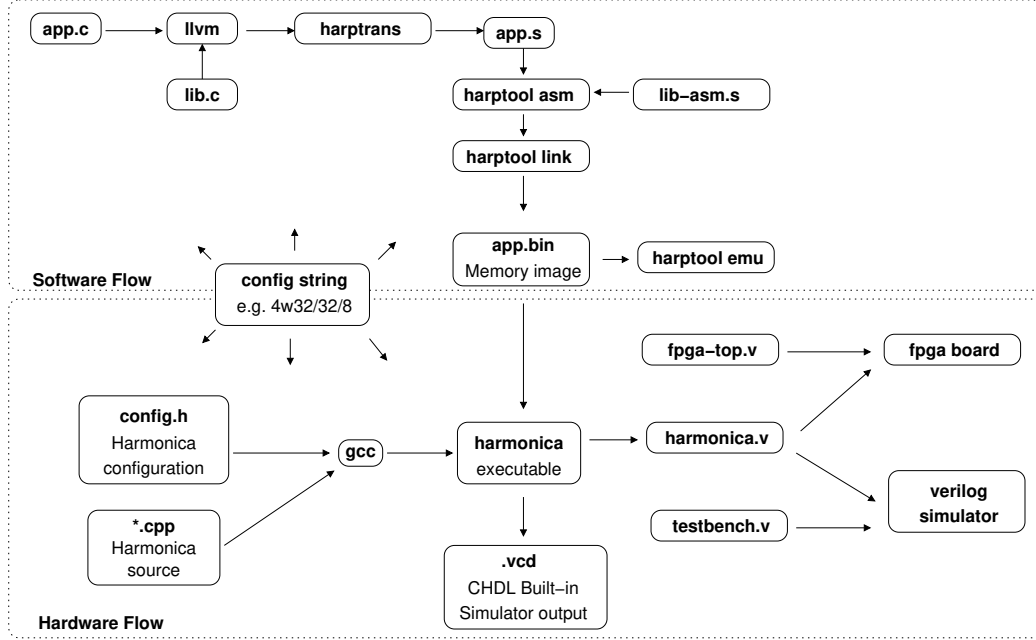 app.c
llvm
harptrans
app.s
lib.c
harptool asm
lib−asm.s
harptool link
app.bin
Memory image
harptool emu
config string
e.g. 4w32/32/8
Software Flow
fpga−top.v
fpga board
config.h
Harmonica
configuration
gcc
harmonica
executable
harmonica.v
*.cpp
Harmonica
source
testbench.v
verilog
simulator
.vcd
CHDL Built−in
Simulator output
Hardware Flow